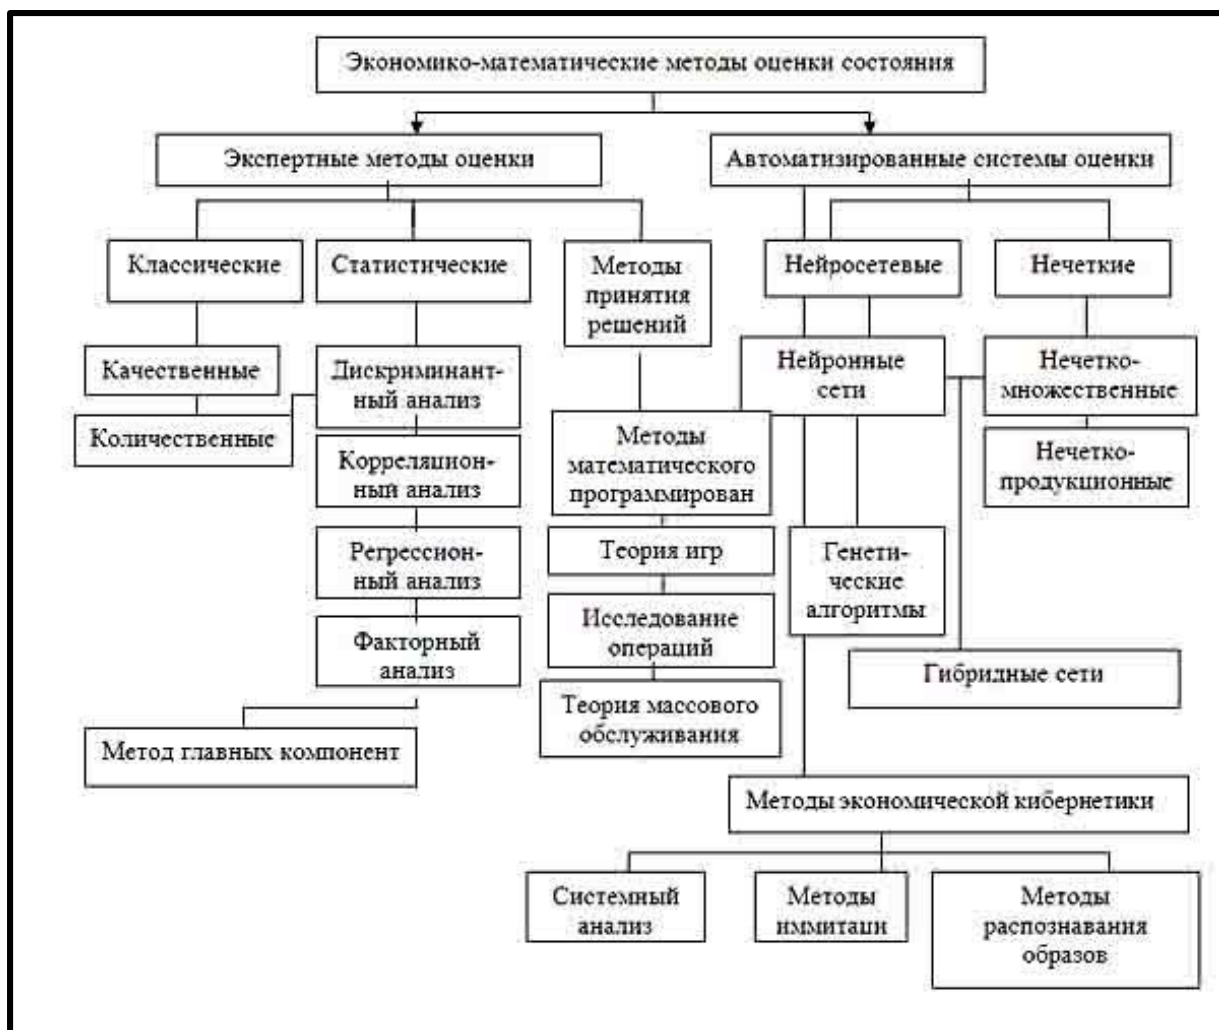 Экономико-математические методы оценки состояния
Экспертные методы оценки
Автоматизированные системы оценки
Классические
Статистические
Методы
принятия
решений
Нейросетевые
Нечеткие
Качественные
Количественные
Дискриминант-
ный анализ
Корреляцион-
ный анализ
Регрессион-
ный анализ
Факторный
анализ
Метод главных компонент
Методы
математического
программирован
Теория игр
Исследование
операций
Теория массового
обслуживания
Нейронные
сети
Генети-
ческие
алгоритмы
Нечетко-
множественные
Нечетко-
продукционные
Гибридные сети
Методы экономической кибернетики
Системный
анализ
Методы
иммитаци
Методы
распознавания
образов